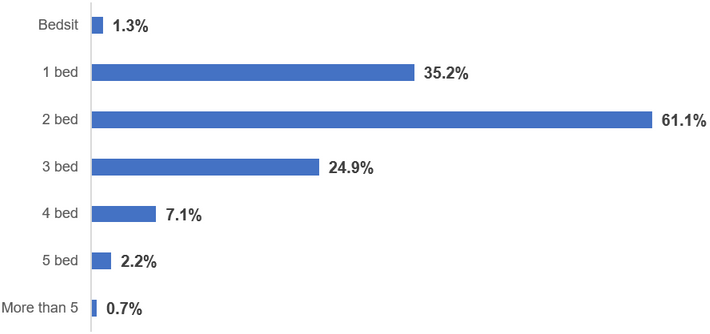 Bedsit 1.3%
1 bed 35.2%
2 bed 61.1%
3 bed 24.9%
4 bed 7.1%
5 bed 2.2%
More than 5 0.7%